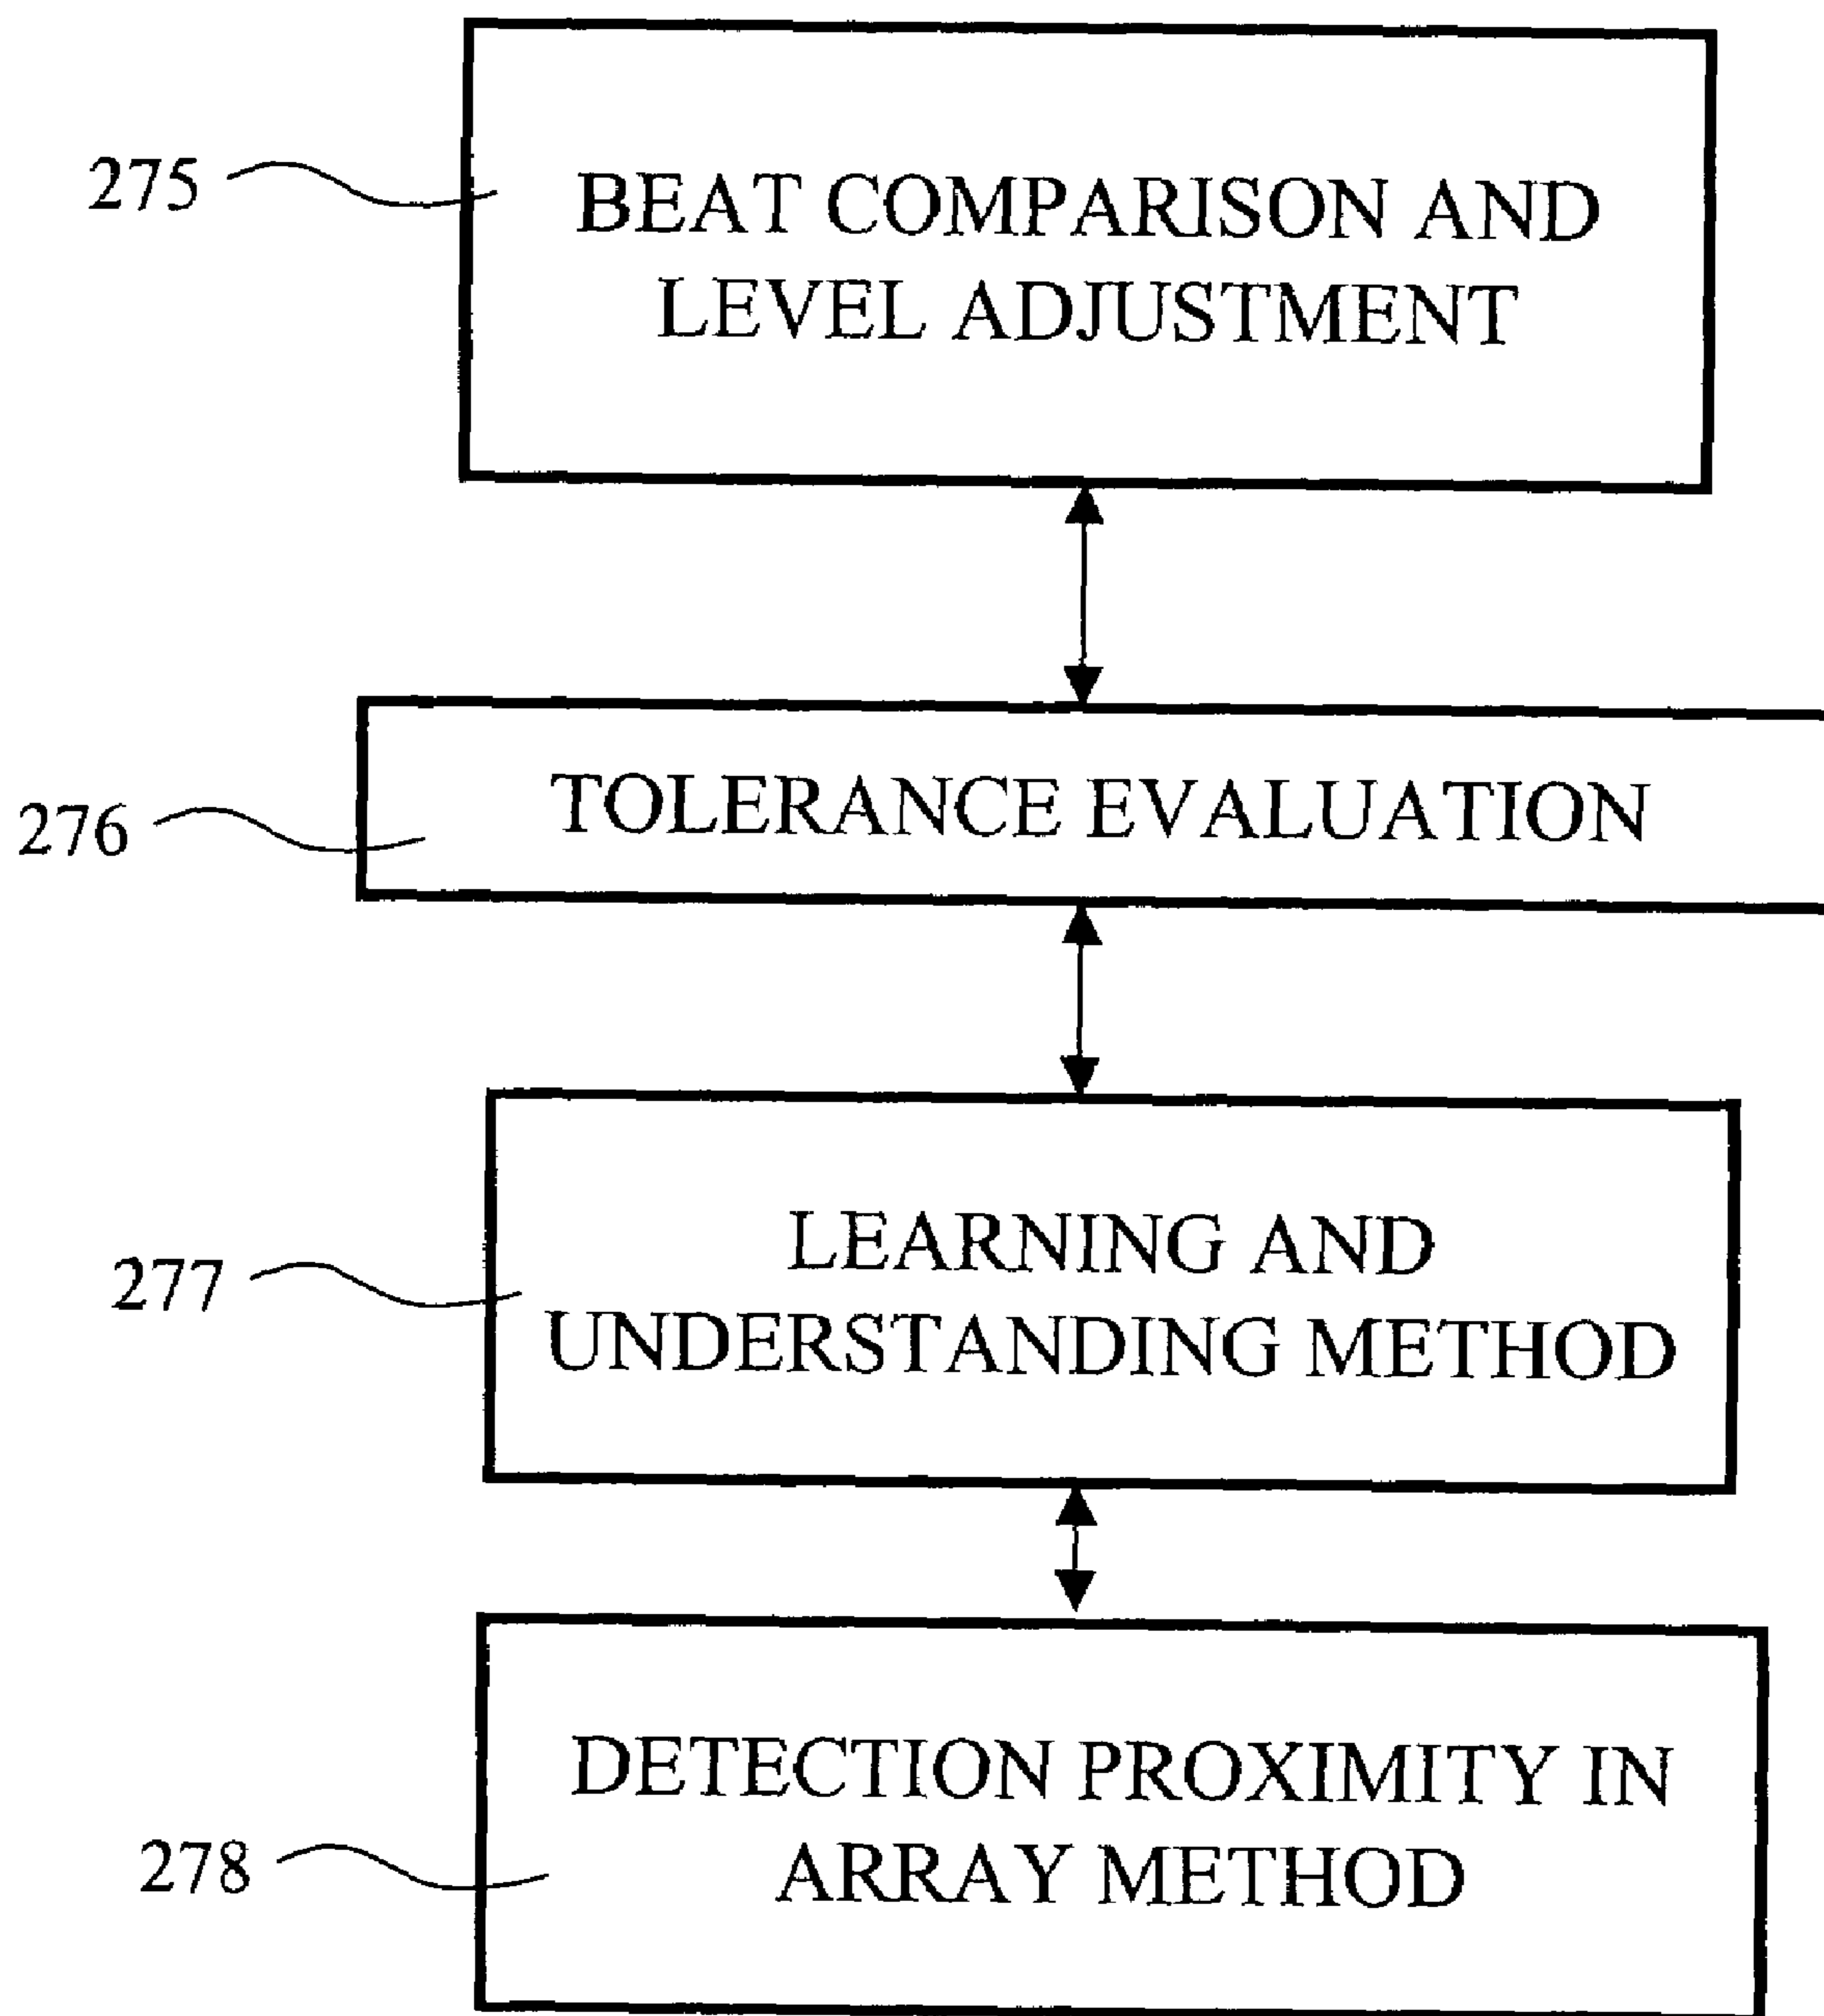 275
BEAT COMPARISON AND
LEVEL ADJUSTMENT
276
TOLERANCE EVALUATION
277
LEARNING AND
UNDERSTANDING METHOD
278
DETECTION PROXIMITY IN
ARRAY METHOD